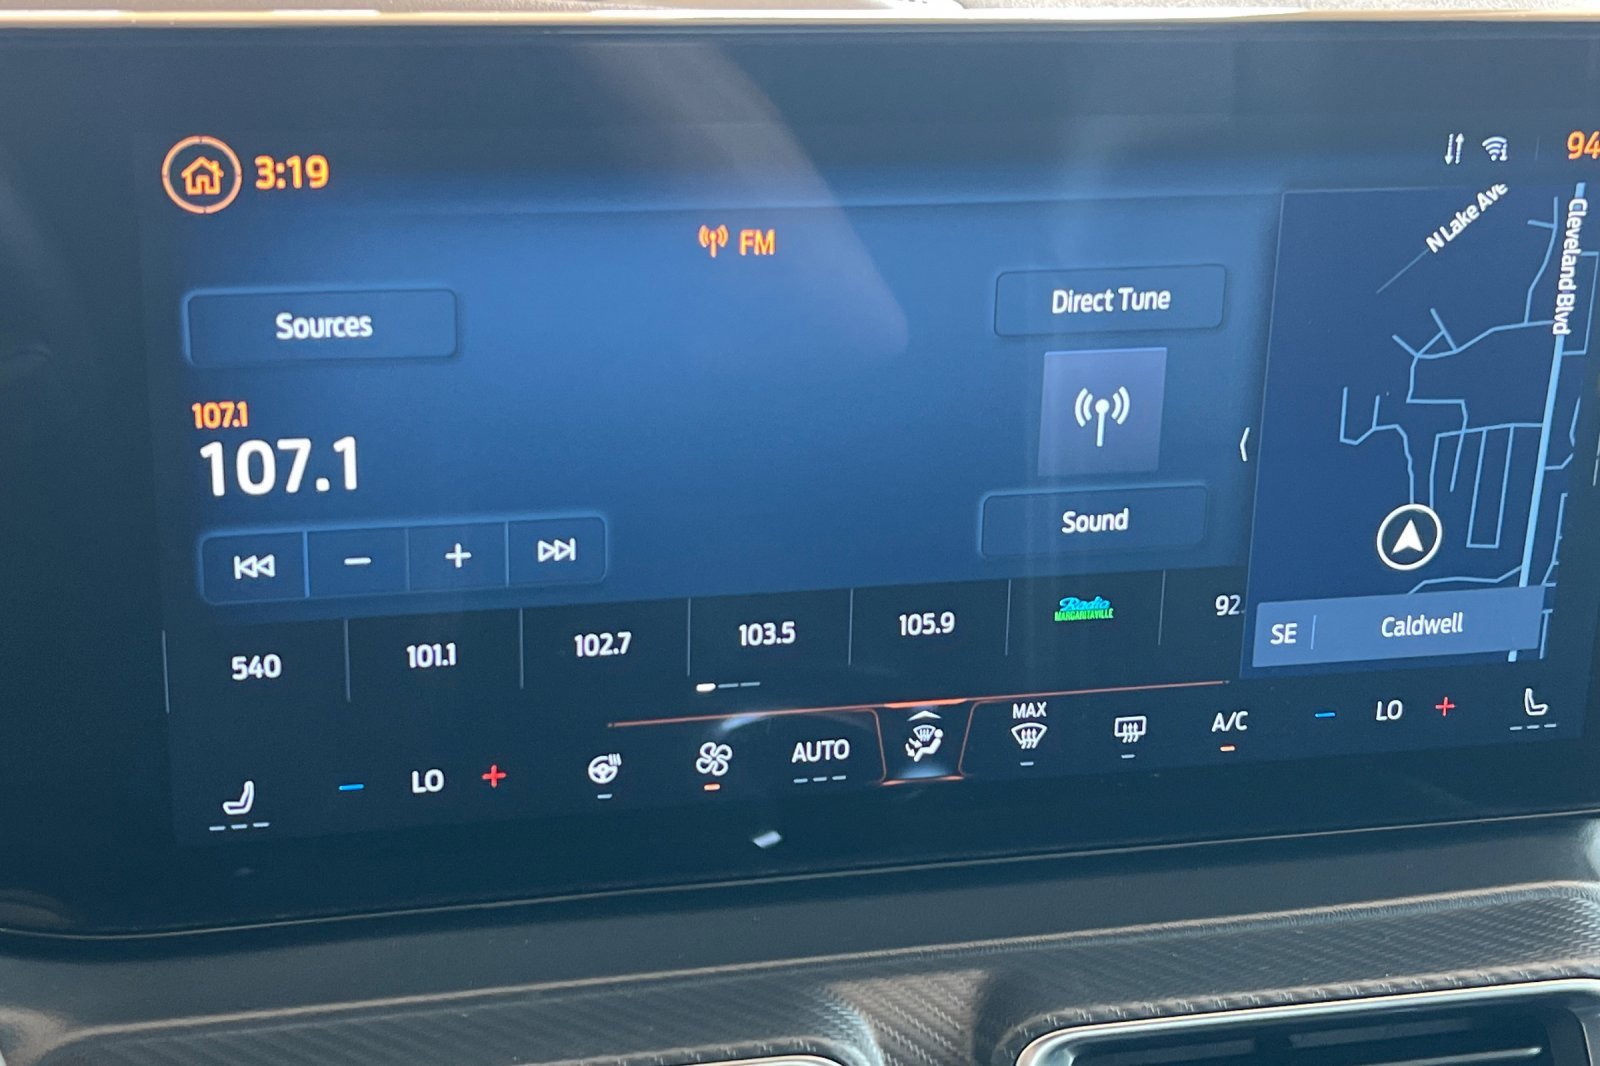 3:19
94
FM
N Lake Ave
Cleveland Blvd
Sources
Direct Tune
107.1
107.1
Sound
540
101.1
102.7
103.5
105.9
Radio
MARGARITAVILLE
92.
SE
Caldwell
LO
AUTO
MAX
A/C
LO